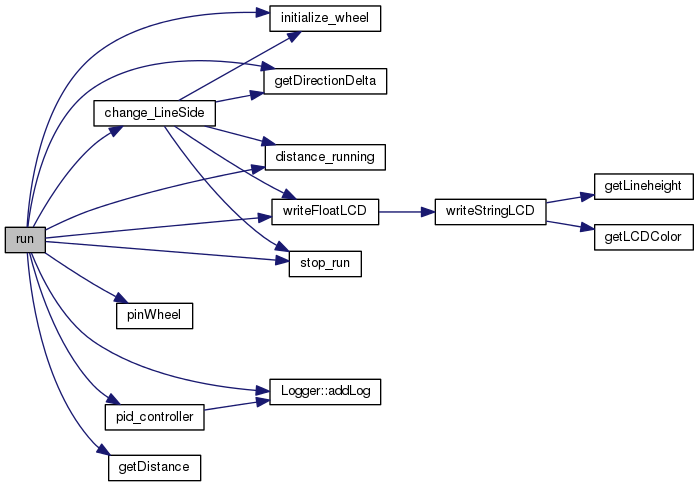 initialize_wheel
getDirectionDelta
change_LineSide
distance_running
getLineheight
writeFloatLCD
writeStringLCD
getLCDColor
run
stop_run
pinWheel
Logger::addLog
pid_controller
getDistance